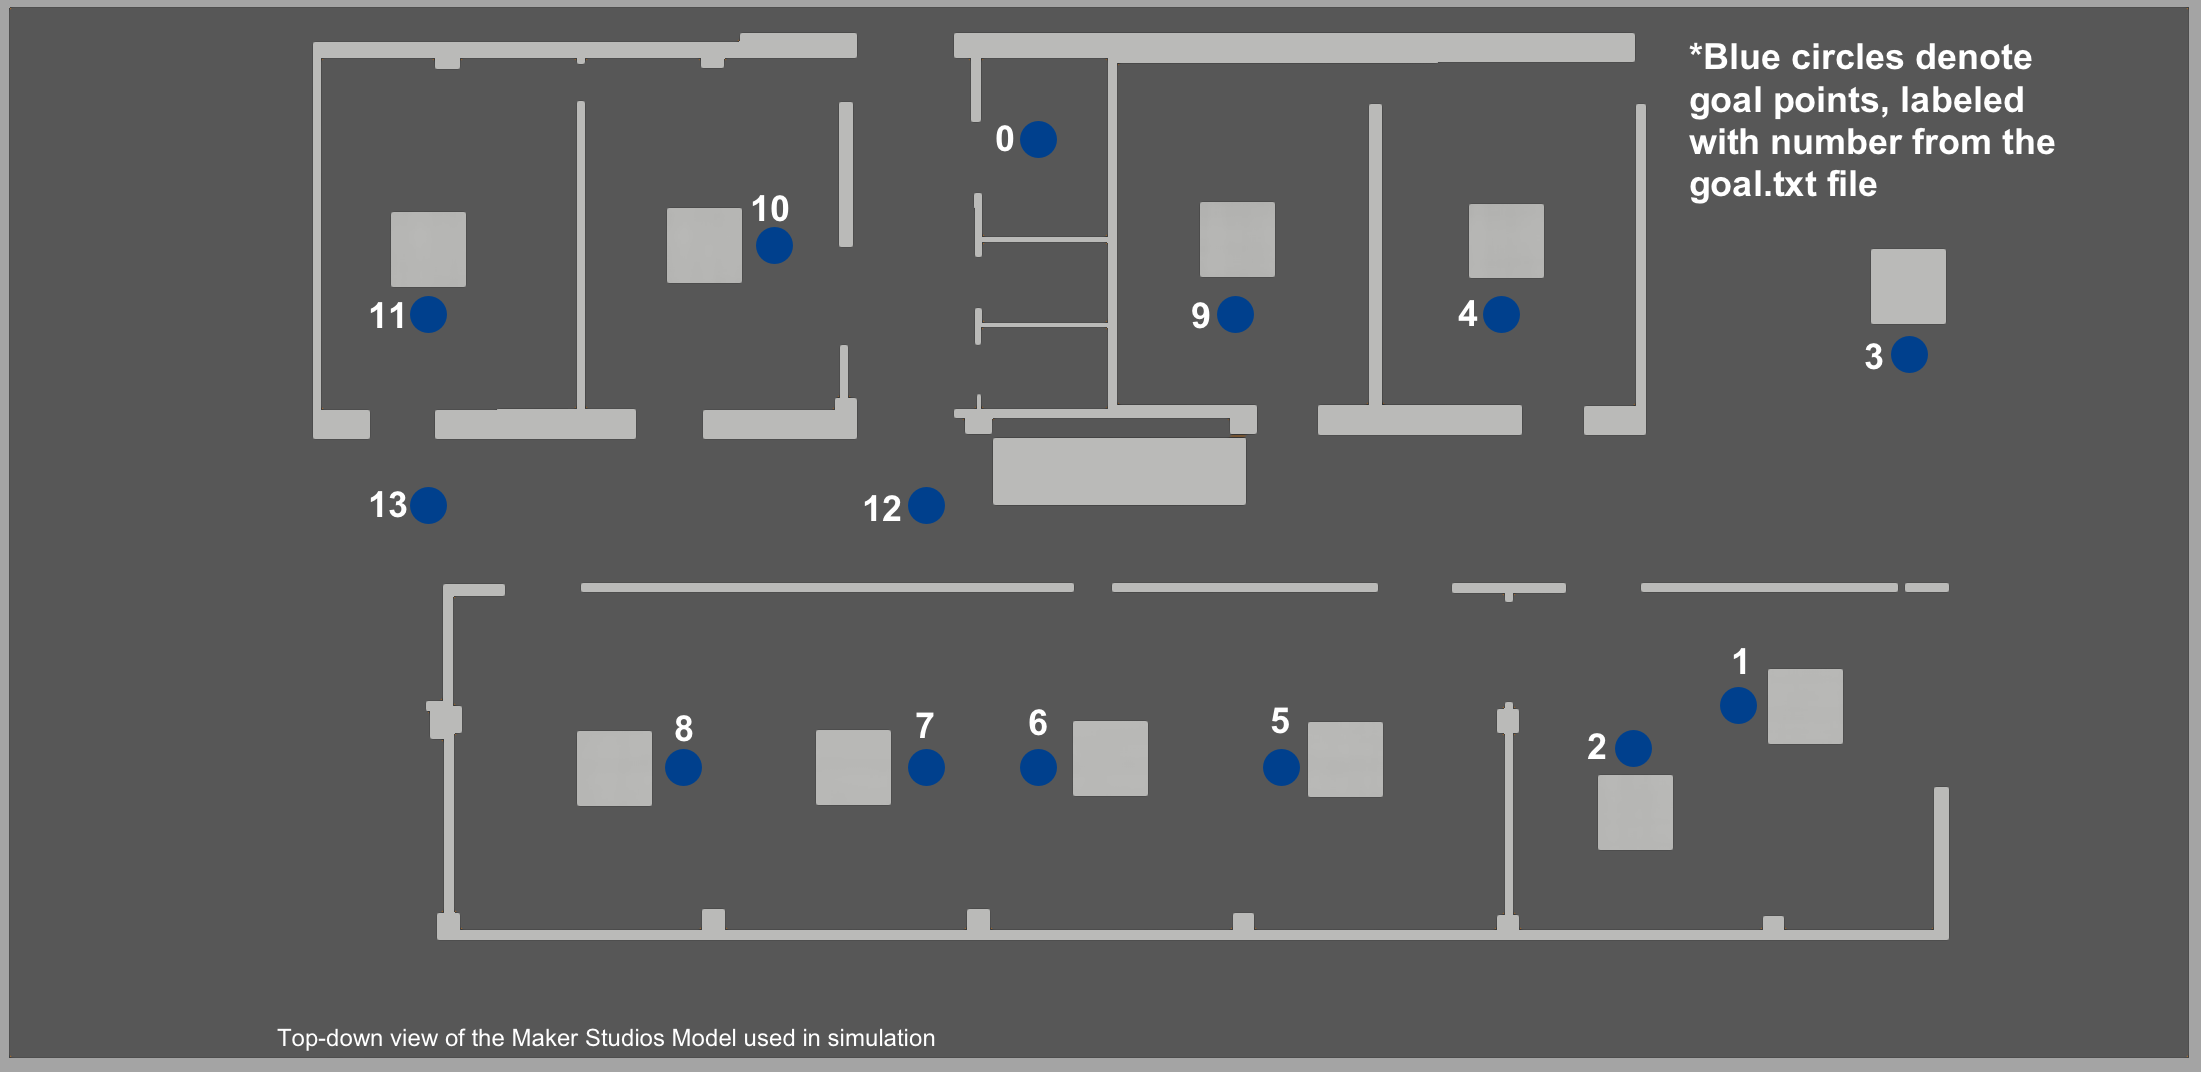 *Blue circles denote
goal points, labeled
with number from the
goal.txt file
0
10
11
9
4
3
13
12
1
8
7
6
5
2
Top-down view of the Maker Studios Model used in simulation